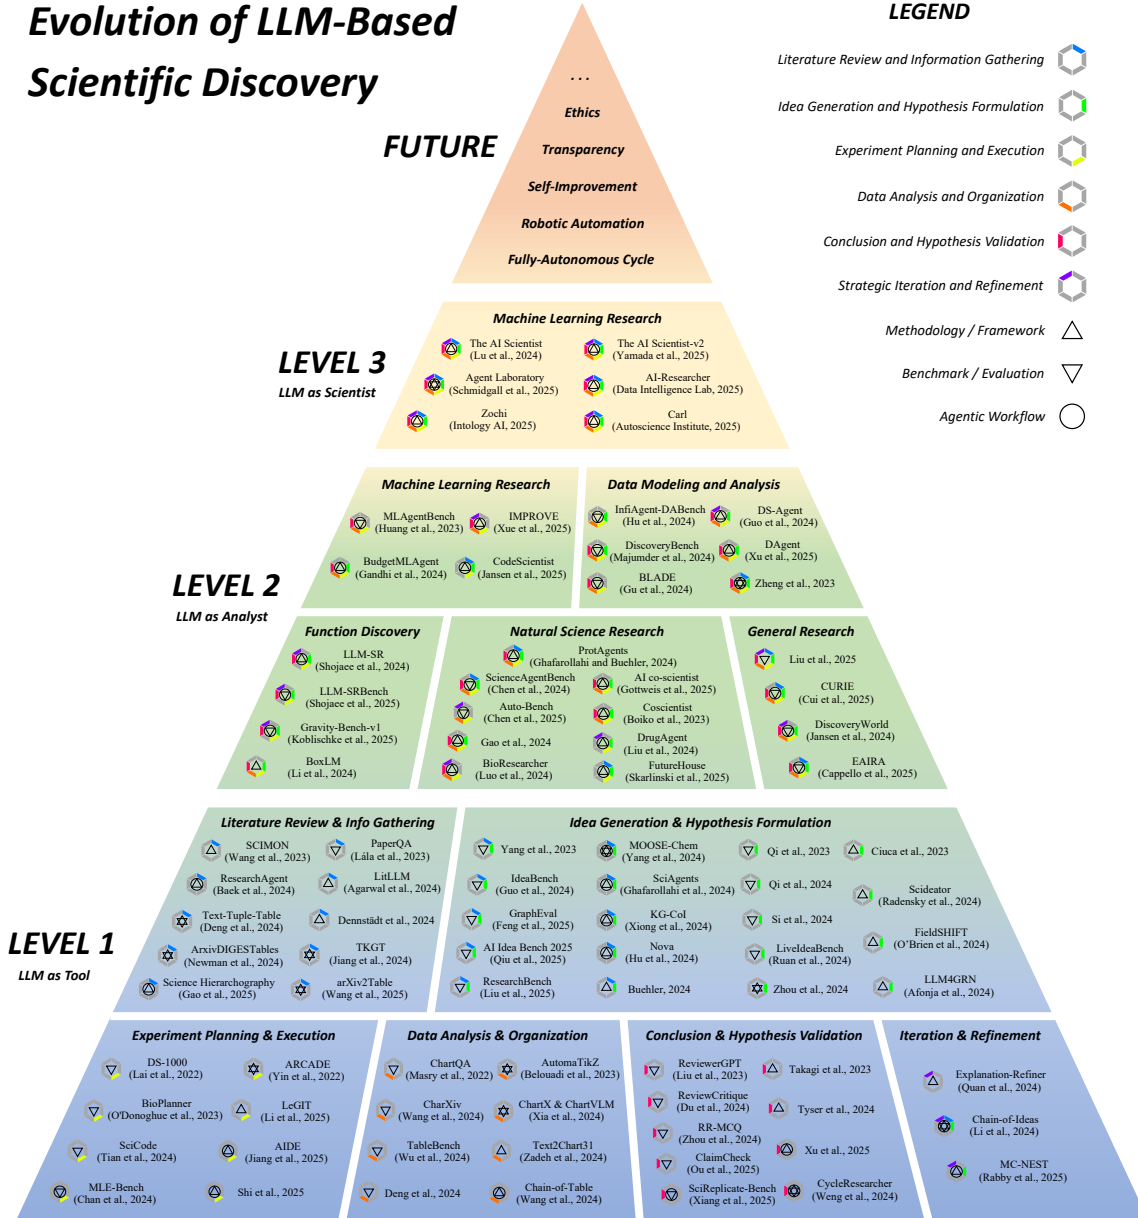 Evolution of LLM-Based
Scientific Discovery
LEGEND
Literature Review and Information Gathering
Idea Generation and Hypothesis Formulation
Experiment Planning and Execution
Data Analysis and Organization
Conclusion and Hypothesis Validation
Strategic Iteration and Refinement
Methodology / Framework
Benchmark / Evaluation
Agentic Workflow
FUTURE
...
Ethics
Transparency
Self-Improvement
Robotic Automation
Fully-Autonomous Cycle
LEVEL 3
LLM as Scientist
Machine Learning Research
The AI Scientist
(Lu et al., 2024)
The AI Scientist-v2
(Yamada et al., 2025)
Agent Laboratory
(Schmidgall et al., 2025)
AI-Researcher
(Data Intelligence Lab, 2025)
Zochi
(Intology AI, 2025)
Carl
(Autoscience Institute, 2025)
LEVEL 2
LLM as Analyst
Machine Learning Research
MLAgentBench
(Huang et al., 2023)
IMPROVE
(Xue et al., 2025)
BudgetMLAgent
(Gandhi et al., 2024)
CodeScientist
(Jansen et al., 2025)
Data Modeling and Analysis
InfiAgent-DABench
(Hu et al., 2024)
DS-Agent
(Guo et al., 2024)
DiscoveryBench
(Majumder et al., 2024)
DAgent
(Xu et al., 2025)
BLADE
(Gu et al., 2024)
Zheng et al., 2023
Function Discovery
LLM-SR
(Shojaee et al., 2024)
LLM-SRBench
(Shojaee et al., 2025)
Gravity-Bench-v1
(Koblischke et al., 2025)
BoxLM
(Li et al., 2024)
Natural Science Research
ProtAgents
(Ghafarollahi and Buehler, 2024)
ScienceAgentBench
(Chen et al., 2024)
AI co-scientist
(Gottweis et al., 2025)
Auto-Bench
(Chen et al., 2025)
Coscientist
(Boiko et al., 2023)
Gao et al., 2024
DrugAgent
(Liu et al., 2024)
BioResearcher
(Luo et al., 2024)
FutureHouse
(Skarlinski et al., 2025)
General Research
Liu et al., 2025
CURIE
(Cui et al., 2025)
DiscoveryWorld
(Jansen et al., 2024)
EAIRA
(Cappello et al., 2025)
LEVEL 1
LLM as Tool
Literature Review & Info Gathering
SCIMON
(Wang et al., 2023)
PaperQA
(Lála et al., 2023)
ResearchAgent
(Baek et al., 2024)
LitLLM
(Agarwal et al., 2024)
Text-Tuple-Table
(Deng et al., 2024)
Dennstädt et al., 2024
ArxivDIGESTables
(Newman et al., 2024)
TKGT
(Jiang et al., 2024)
Science Hierarchography
(Gao et al., 2025)
arXiv2Table
(Wang et al., 2025)
Idea Generation & Hypothesis Formulation
Yang et al., 2023
MOOSE-Chem
(Yang et al., 2024)
Qi et al., 2023
Ciuca et al., 2023
IdeaBench
(Guo et al., 2024)
SciAgents
(Ghafarollahi et al., 2024)
Qi et al., 2024
Scideator
(Radensky et al., 2024)
GraphEval
(Feng et al., 2025)
KG-CoI
(Xiong et al., 2024)
Si et al., 2024
FieldSHIFT
(O'Brien et al., 2024)
AI Idea Bench 2025
(Qiu et al., 2025)
Nova
(Hu et al., 2024)
LiveIdeaBench
(Ruan et al., 2024)
ResearchBench
(Liu et al., 2025)
Buehler, 2024
Zhou et al., 2024
LLM4GRN
(Afonja et al., 2024)
Experiment Planning & Execution
DS-1000
(Lai et al., 2022)
ARCADE
(Yin et al., 2022)
BioPlanner
(O'Donoghue et al., 2023)
LeGIT
(Li et al., 2025)
SciCode
(Tian et al., 2024)
AIDE
(Jiang et al., 2025)
MLE-Bench
(Chan et al., 2024)
Shi et al., 2025
Data Analysis & Organization
ChartQA
(Masry et al., 2022)
AutomaTikZ
(Belouadi et al., 2023)
CharXiv
(Wang et al., 2024)
ChartX & ChartVLM
(Xia et al., 2024)
TableBench
(Wu et al., 2024)
Text2Chart31
(Zadeh et al., 2024)
Deng et al., 2024
Chain-of-Table
(Wang et al., 2024)
Conclusion & Hypothesis Validation
ReviewerGPT
(Liu et al., 2023)
Takagi et al., 2023
ReviewCritique
(Du et al., 2024)
Tyser et al., 2024
RR-MCQ
(Zhou et al., 2024)
Xu et al., 2025
ClaimCheck
(Ou et al., 2025)
SciReplicate-Bench
(Xiang et al., 2025)
CycleResearcher
(Weng et al., 2024)
Iteration & Refinement
Explanation-Refiner
(Quan et al., 2024)
Chain-of-Ideas
(Li et al., 2024)
MC-NEST
(Rabby et al., 2025)